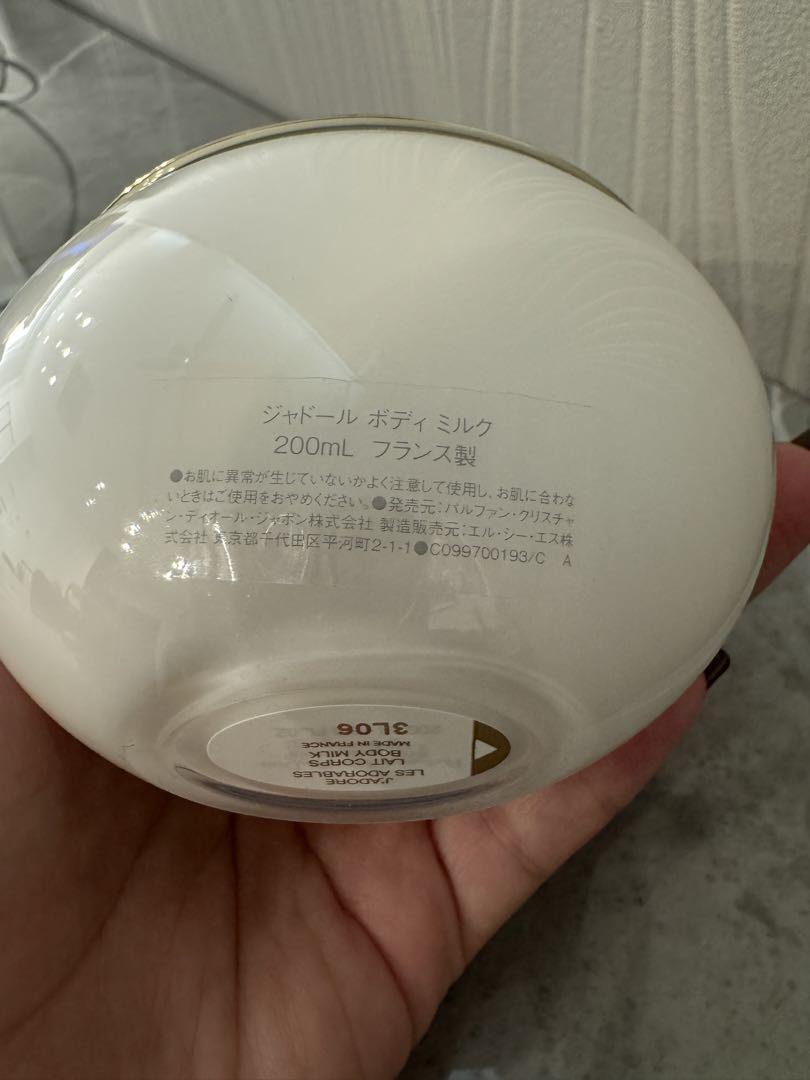 ジャドール ボディ ミルク
200mL フランス製
●お肌に異常が生じていないかよく注意して使用し、お肌に合わな
いときはご使用をおやめください。●発売元:パルファン・クリスチャ
ン・ディオール・ジャポン株式会社 製造販売元:エル・シー・エス株
式会社 東京都千代田区平河町2-1-1●C099700193/C A
J'ADORE
LES ADORABLES
LAIT CORPS
BODY MILK
MADE IN FRANCE
3L06